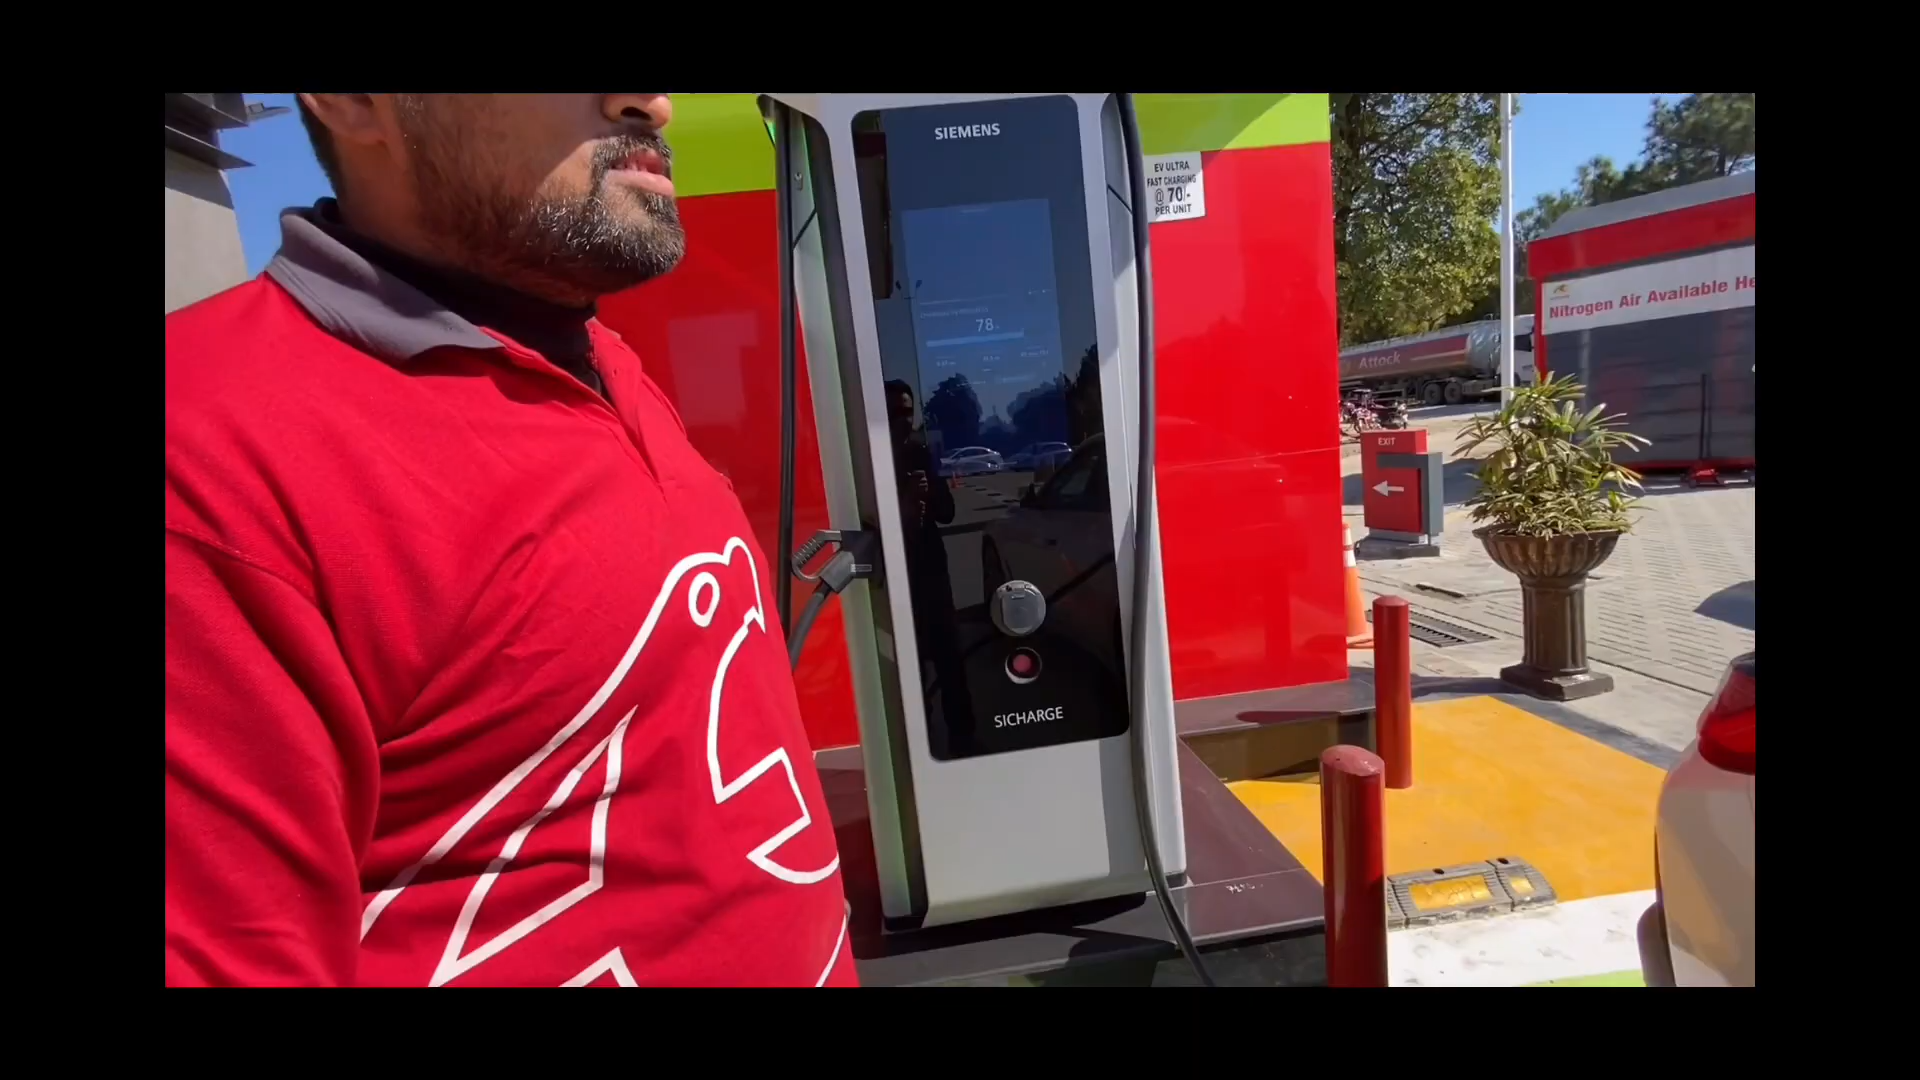 SIEMENS
EV ULTRA
FAST CHARGING
@ 70/-
PER UNIT
78
Nitrogen Air Available He
Attock
EXIT
SICHARGE